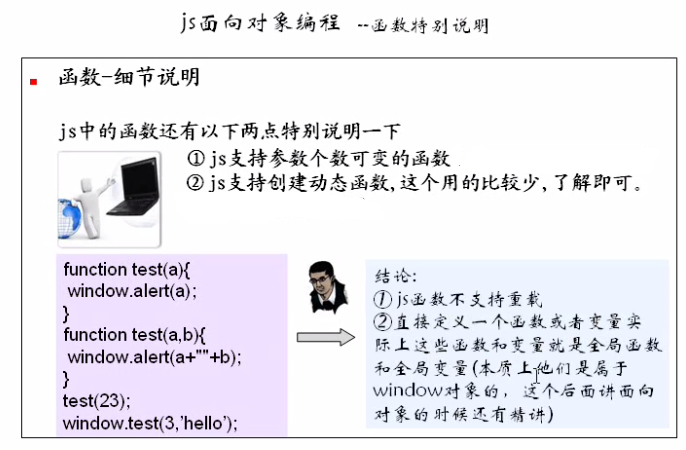 js面向对象编程 --函数特别说明
函数-细节说明
js中的函数还有以下两点特别说明一下
①js支持参数个数可变的函数
②js支持创建动态函数,这个用的比较少,了解即可。
function test(a){
window.alert(a);
}
function test(a,b){
window.alert(a+""+b);
}
test(23);
window.test(3,'hello');
结论:
①js函数不支持重载
②直接定义一个函数或者变量实
际上这些函数和变量就是全局函数
和全局变量(本质上他们是属于
window对象的，这个后面讲面向
对象的时候还有精讲)